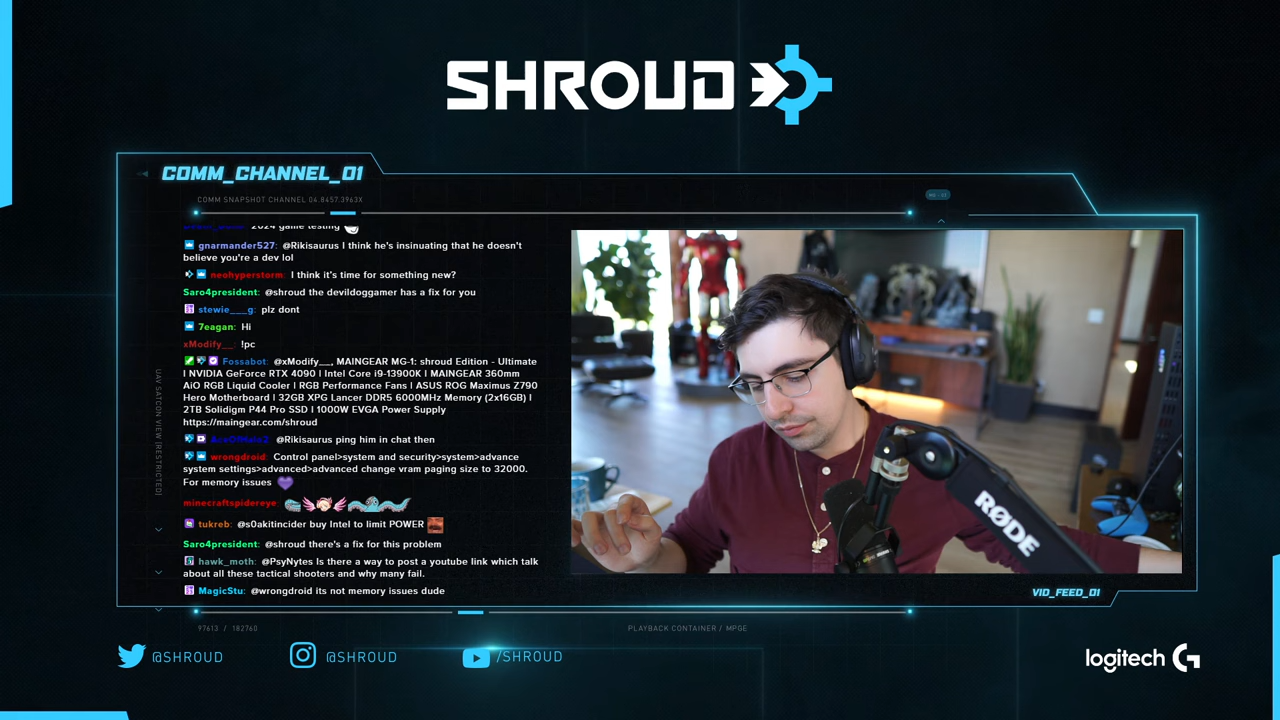 SHROUD
COMM_CHANNEL_01
COMM SNAPSHOT CHANNEL 04.8457.3963X
2024 game testing
gnarmander527: @Rikisaurus I think he's insinuating that he doesn't
believe you're a dev lol
neohyperstorm: I think it's time for something new?
Saro4president: @shroud the devildoggamer has a fix for you
stewie___g: plz dont
7eagan: Hi
xModify__: !pc
Fossabot: @xModify__, MAINGEAR MG-1: shroud Edition - Ultimate
| NVIDIA GeForce RTX 4090 | Intel Core i9-13900K | MAINGEAR 360mm
AiO RGB Liquid Cooler | RGB Performance Fans | ASUS ROG Maximus Z790
Hero Motherboard | 32GB XPG Lancer DDR5 6000MHz Memory (2x16GB) |
2TB Solidigm P44 Pro SSD | 1000W EVGA Power Supply
https://maingear.com/shroud
@Rikisaurus ping him in chat then
wrongdroid: Control panel>system and security>system>advance
system settings>advanced>advanced change vram paging size to 32000.
For memory issues
minecraftspidereye:
tukreb: @s0akitincider buy Intel to limit POWER
Saro4president: @shroud there's a fix for this problem
hawk_moth: @PsyNytes Is there a way to post a youtube link which talk
about all these tactical shooters and why many fail.
MagicStu: @wrongdroid its not memory issues dude
UAV SATCON VIEW [RESTRICTED]
RØDE
VID_FEED_01
97613 / 182760
PLAYBACK CONTAINER / MPGE
@SHROUD
@SHROUD
/SHROUD
logitech G